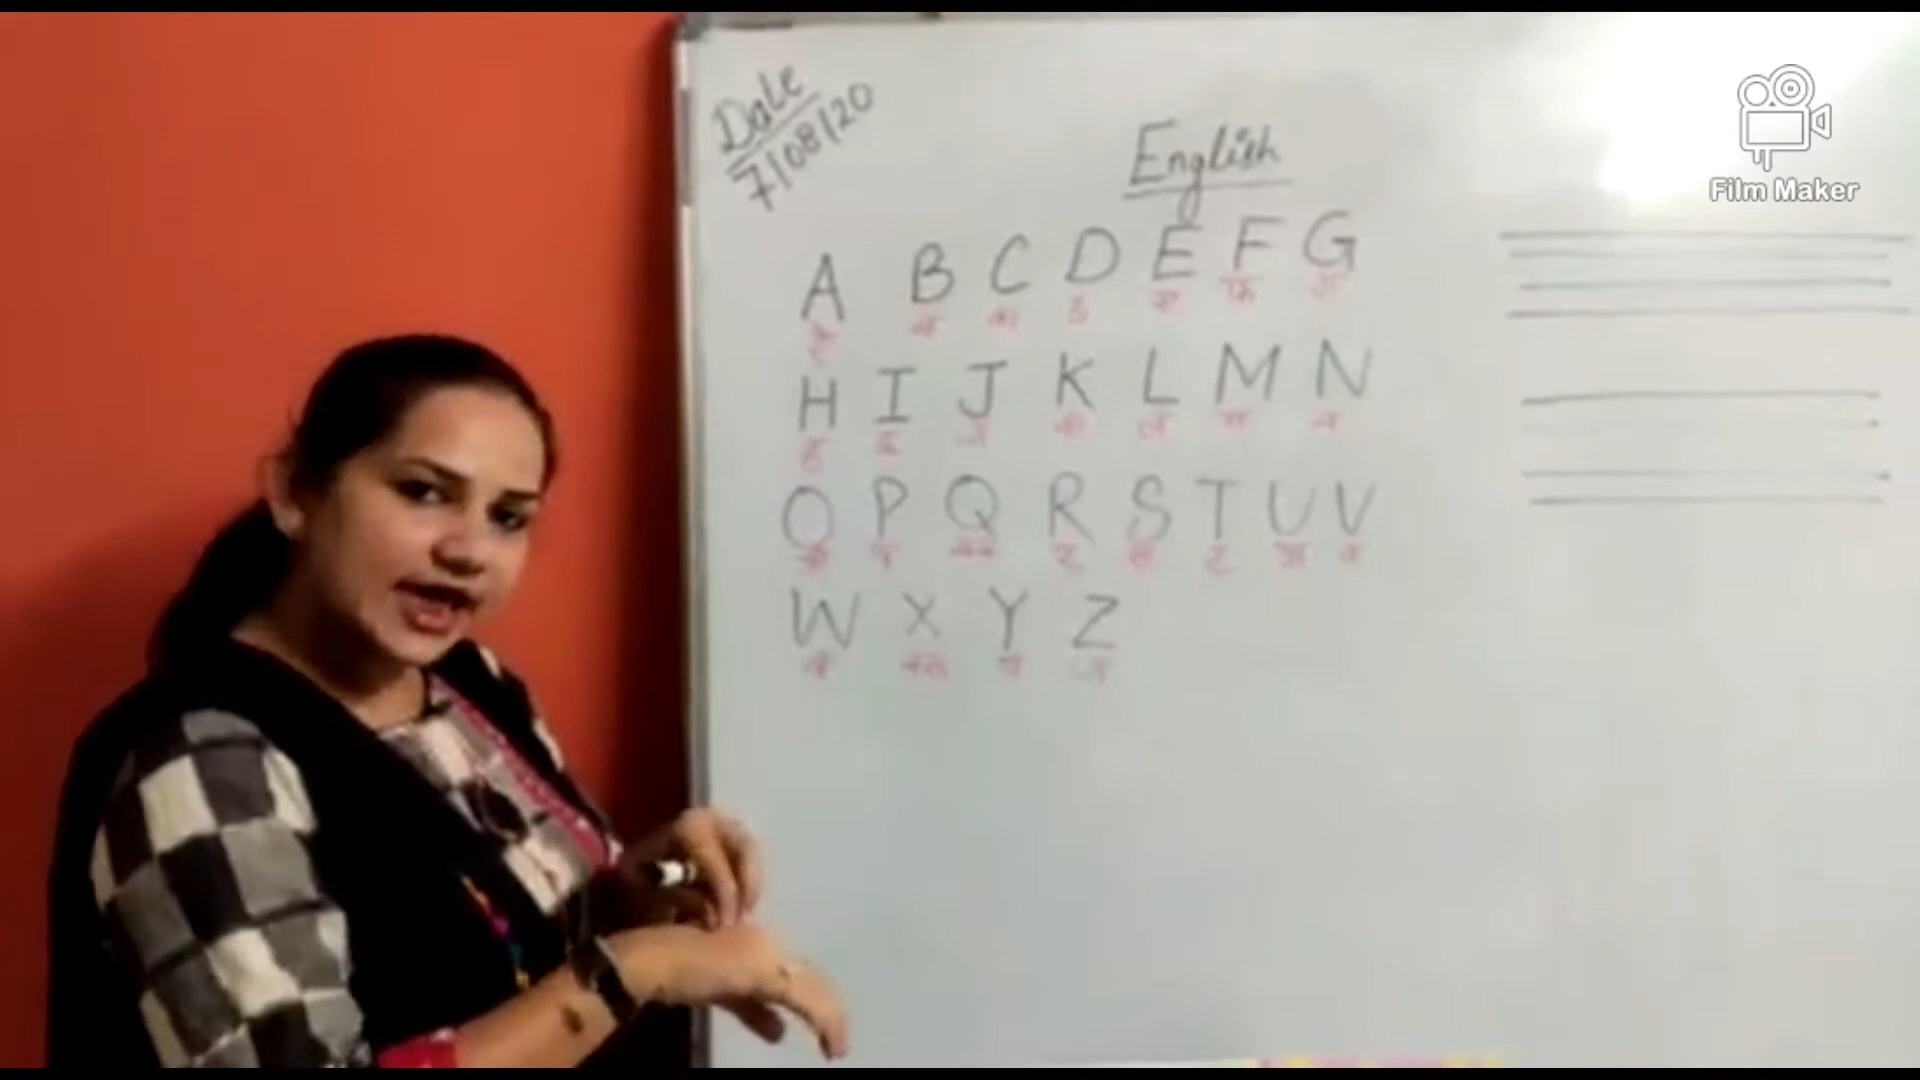 Date
7/08/20
English
A B C D E F G
ऐ ब क ड ए फ ग
H I J K L M N
ह इ ज क ल म न
O P Q R S T U V
प क्व र स ट अ व
W X Y Z
व क्स य ज
Film Maker